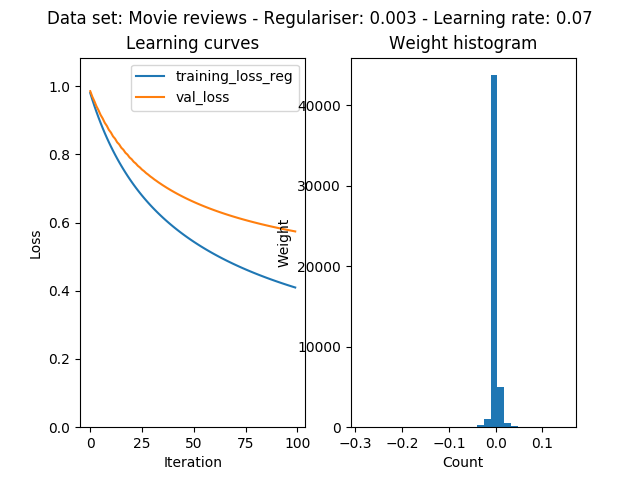 Data set: Movie reviews - Regulariser: 0.003 - Learning rate: 0.07
Learning curves
training_loss_reg
val_loss
1.0
0.8
0.6
0.4
0.2
0.0
Loss
0
25
50
75
100
Iteration
Weight histogram
40000
30000
20000
10000
0
Weight
−0.3
−0.2
−0.1
0.0
0.1
Count